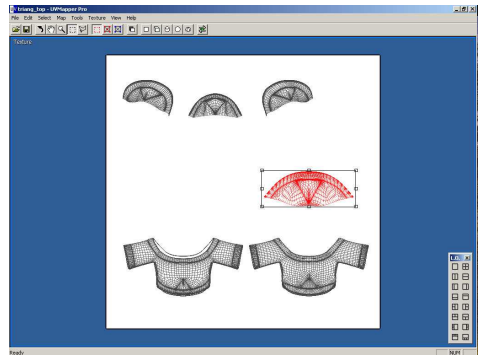 triang_top - UVMapper Pro
File Edit Select Map Tools Texture View Help
Texture
Ready
NUM